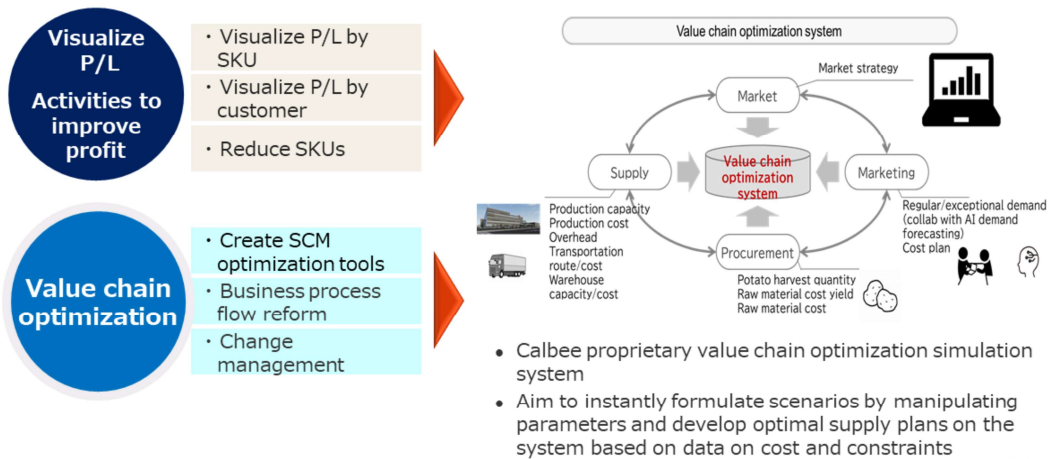 Visualize
P/L
Activities to
improve
profit
・Visualize P/L by
SKU
・Visualize P/L by
customer
・Reduce SKUs
Value chain
optimization
・Create SCM
optimization tools
・Business process
flow reform
・Change
management
Value chain optimization system
Market strategy
Market
Supply
Value chain
optimization
system
Marketing
Production capacity
Production cost
Overhead
Transportation
route/cost
Warehouse
capacity/cost
Regular/exceptional demand
(collab with AI demand
forecasting)
Cost plan
Procurement
Potato harvest quantity
Raw material cost yield
Raw material cost
• Calbee proprietary value chain optimization simulation
system
• Aim to instantly formulate scenarios by manipulating
parameters and develop optimal supply plans on the
system based on data on cost and constraints